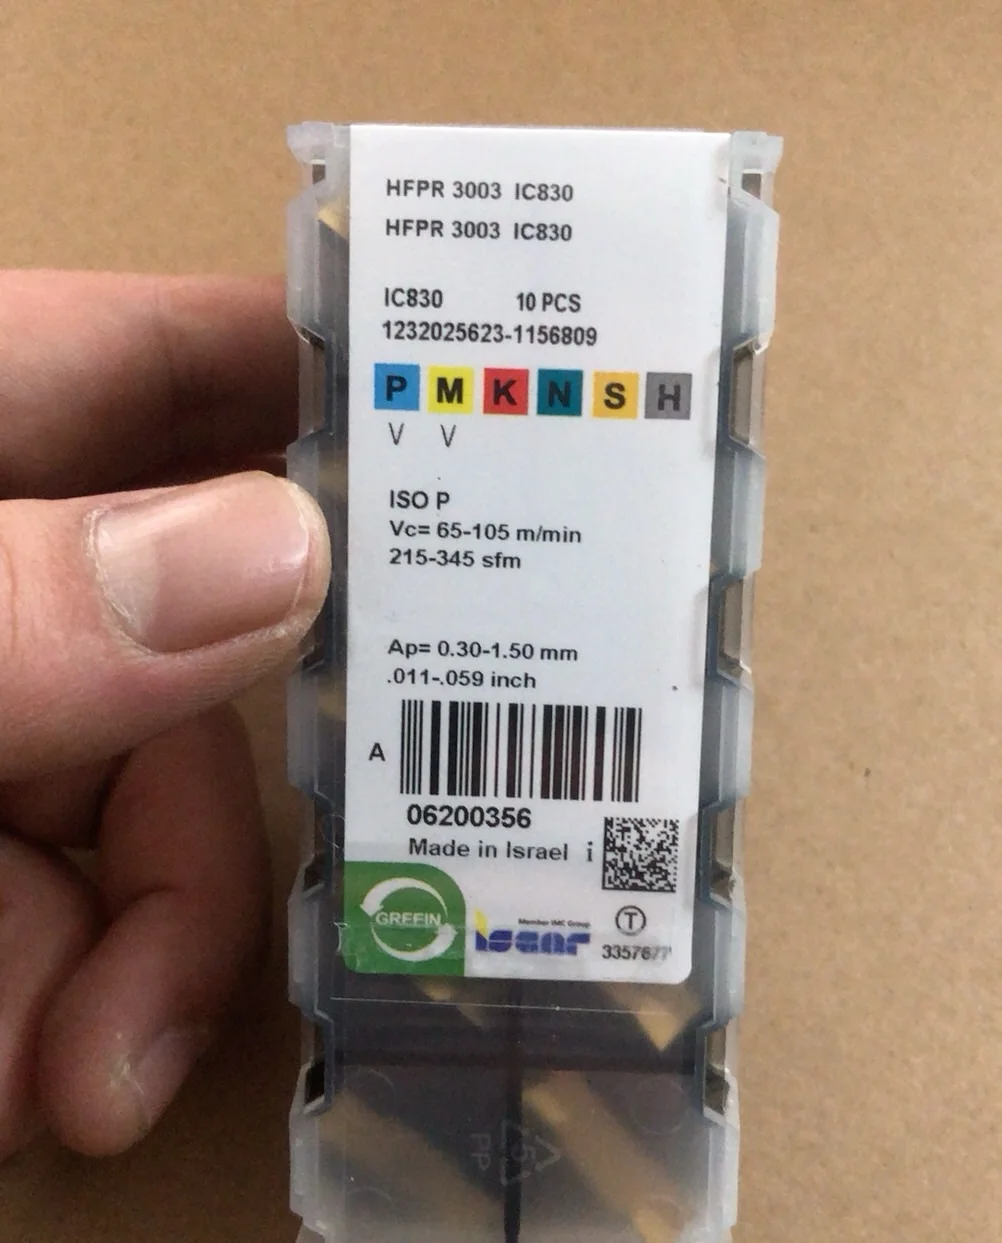 HFPR 3003 IC830
HFPR 3003 IC830
IC830 10 PCS
1232025623-1156809
P M K N S H
V V
ISO P
Vc= 65-105 m/min
215-345 sfm
Ap= 0.30-1.50 mm
.011-.059 inch
A
06200356
Made in Israel i
GREEIN
Member IMC Group
iscar
T
3357677
5
PP